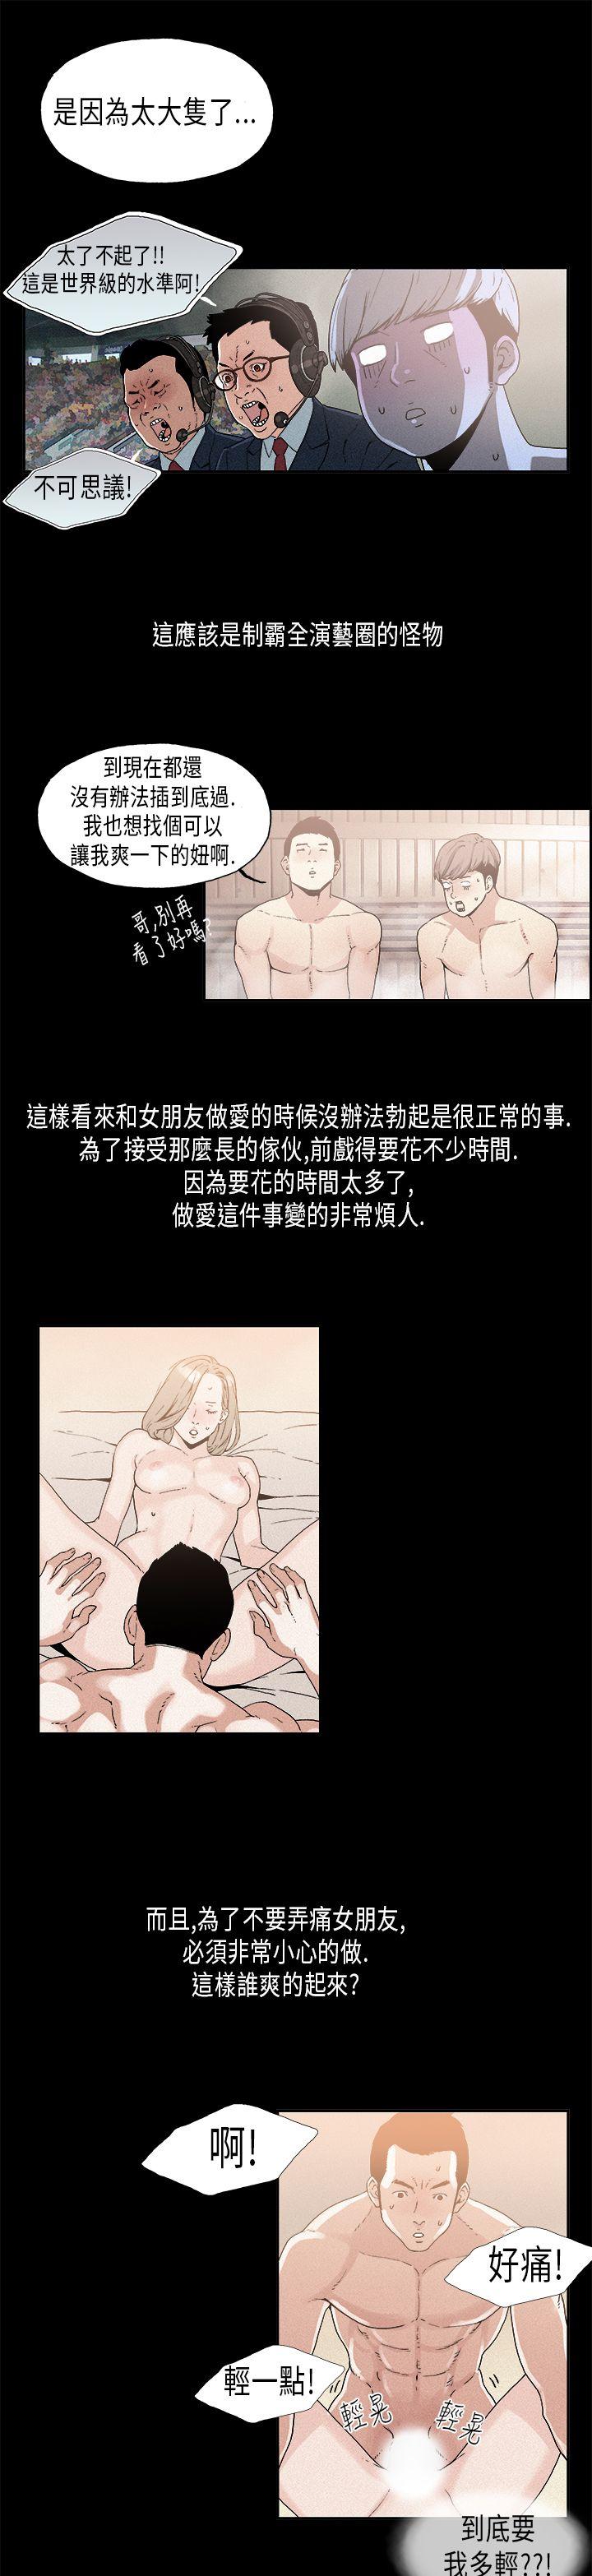 是因為太大隻了...
太了不起了!!
這是世界級的水準阿!
不可思議!
這應該是制霸全演藝圈的怪物
到現在都還
沒有辦法插到底過.
我也想找個可以
讓我爽一下的妞啊.
哥,別再
看了好嗎?
這樣看來和女朋友做愛的時候沒辦法勃起是很正常的事.
為了接受那麼長的傢伙,前戲得要花不少時間.
因為要花的時間太多了,
做愛這件事變的非常煩人.
而且,為了不要弄痛女朋友,
必須非常小心的做.
這樣誰爽的起來?
啊!
好痛!
輕一點!
輕晃
輕晃
到底要
我多輕??!